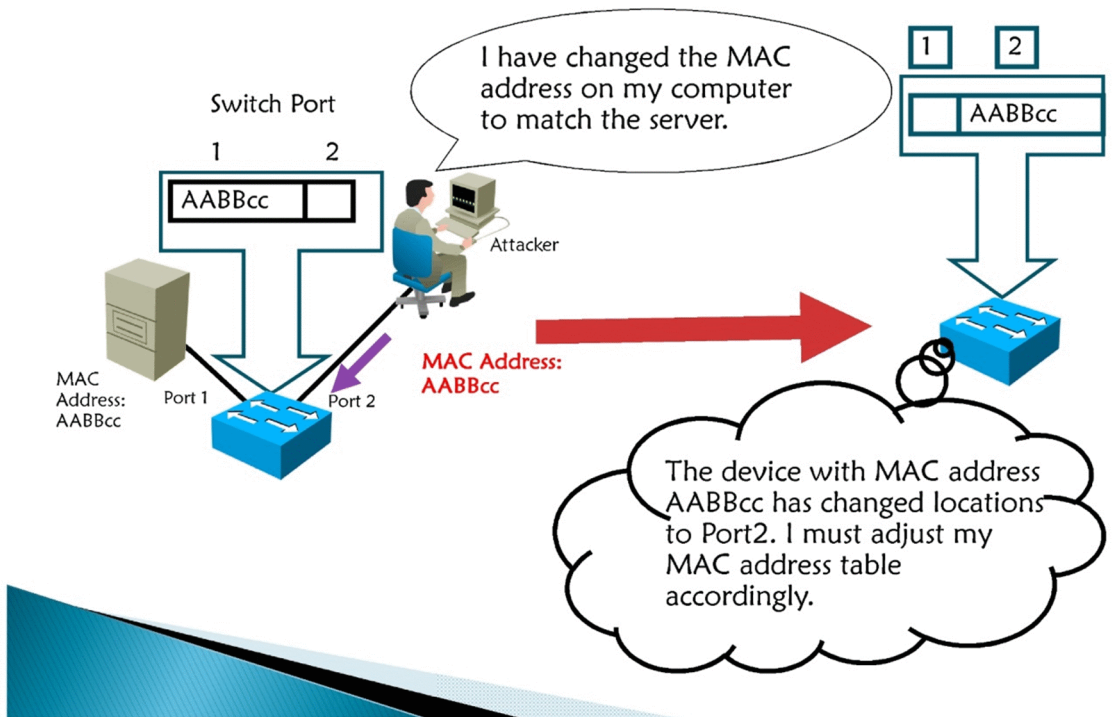 I have changed the MAC
address on my computer
to match the server.
Switch Port
1 2
AABBcc
Attacker
MAC
Address:
AABBcc
Port 1
Port 2
MAC Address:
AABBcc
1 2
AABBcc
The device with MAC address
AABBcc has changed locations
to Port2. I must adjust my
MAC address table
accordingly.